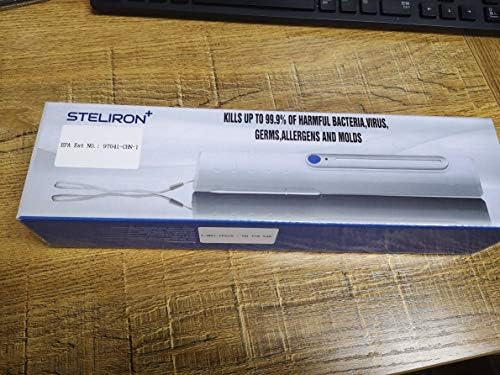 STELIRON+
KILLS UP TO 99.9% OF HARMFUL BACTERIA,VIRUS,
GERMS,ALLERGENS AND MOLDS
EPA Est NO.: 97041-CHN-1